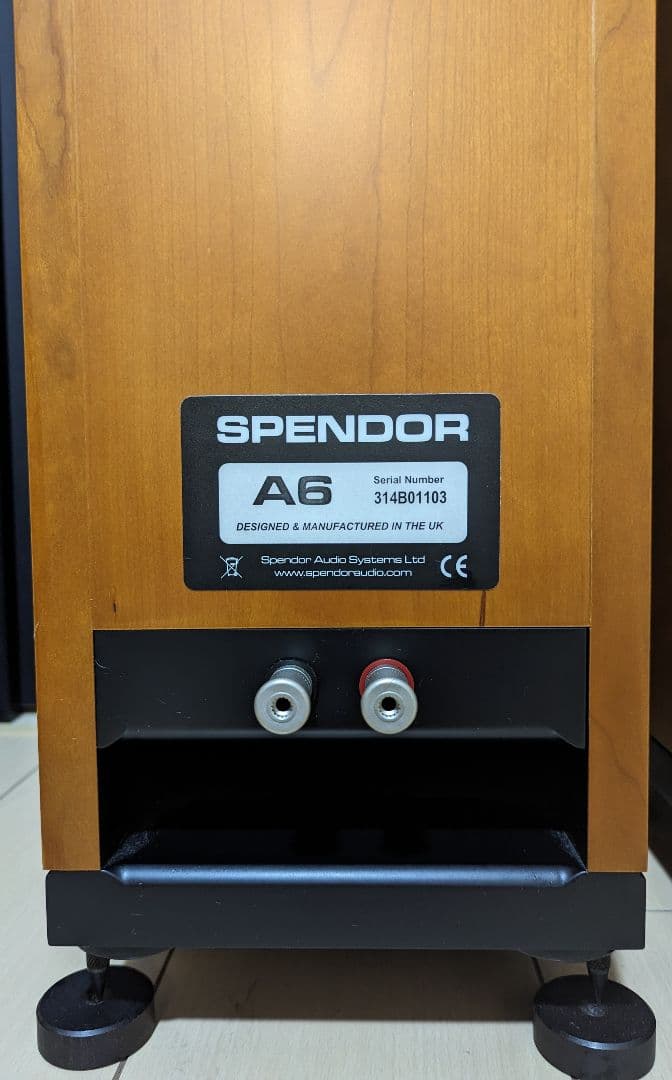 SPENDOR
A6
Serial Number
314B01103
DESIGNED & MANUFACTURED IN THE UK
Spendor Audio Systems Ltd
www.spendoraudio.com
CE